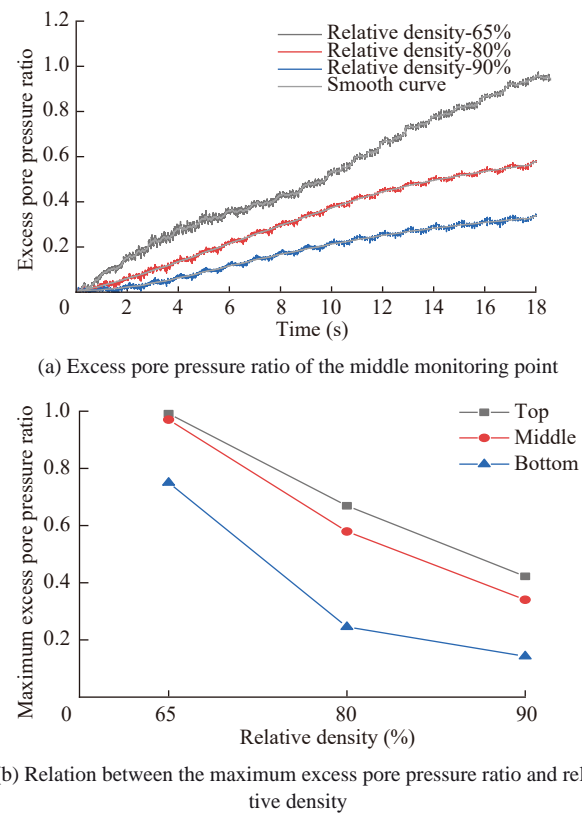 1.2
1.0
0.8
0.6
0.4
0.2
0
Excess pore pressure ratio
Relative density-65%
Relative density-80%
Relative density-90%
Smooth curve
2 4 6 8 10 12 14 16 18
Time (s)
(a) Excess pore pressure ratio of the middle monitoring point
1.0
0.8
0.6
0.4
0.2
0
Maximum excess pore pressure ratio
Top
Middle
Bottom
65 80 90
Relative density (%)
b) Relation between the maximum excess pore pressure ratio and rel
tive density